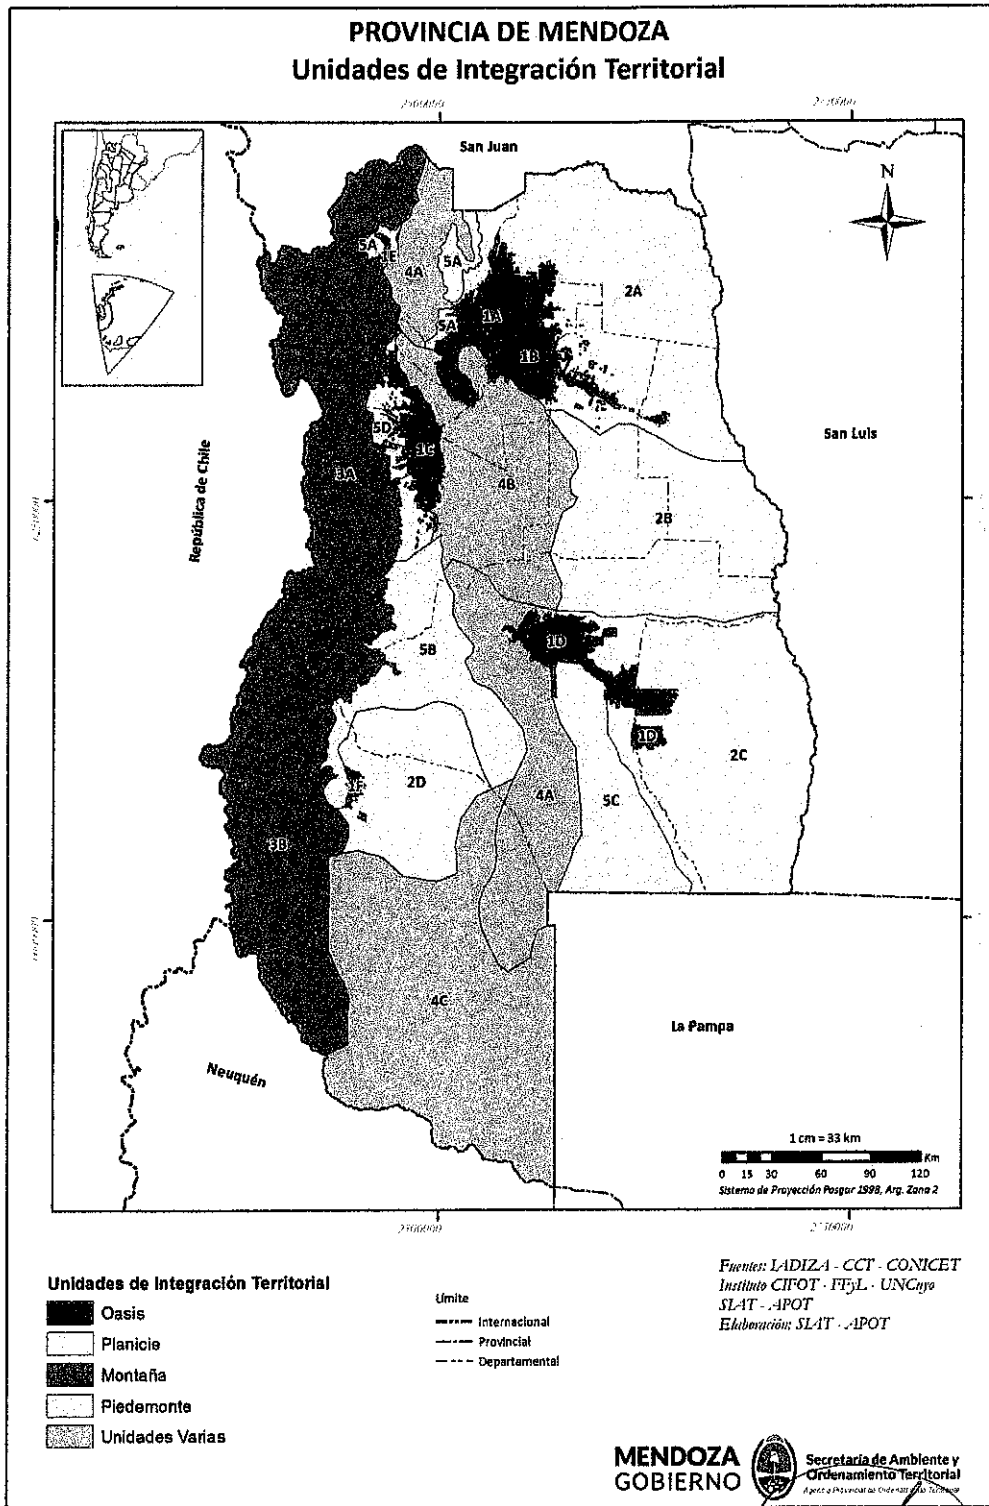 PROVINCIA DE MENDOZA
Unidades de Integración Territorial
San Juan
N
5A
1E
4A
5A
2A
5A
1A
1B
San Luis
5D
1C
República de Chile
3A
4B
2B
1D
5B
1D
2C
2D
1F
4A
5C
3B
4C
La Pampa
Neuquén
1 cm = 33 km
Km
0 15 30 60 90 120
Sistema de Proyección Posgar 1998, Arg. Zona 2
Unidades de Integración Territorial
Oasis
Planicie
Montaña
Piedemonte
Unidades Varias
Límite
Internacional
Provincial
Departamental
Fuentes: LADIZA - CCT - CONICET
Instituto CIFOT - FFyL - UNCuyo
SLAT - APOT
Elaboración: SLAT - APOT
MENDOZA
GOBIERNO
Secretaría de Ambiente y
Ordenamiento Territorial